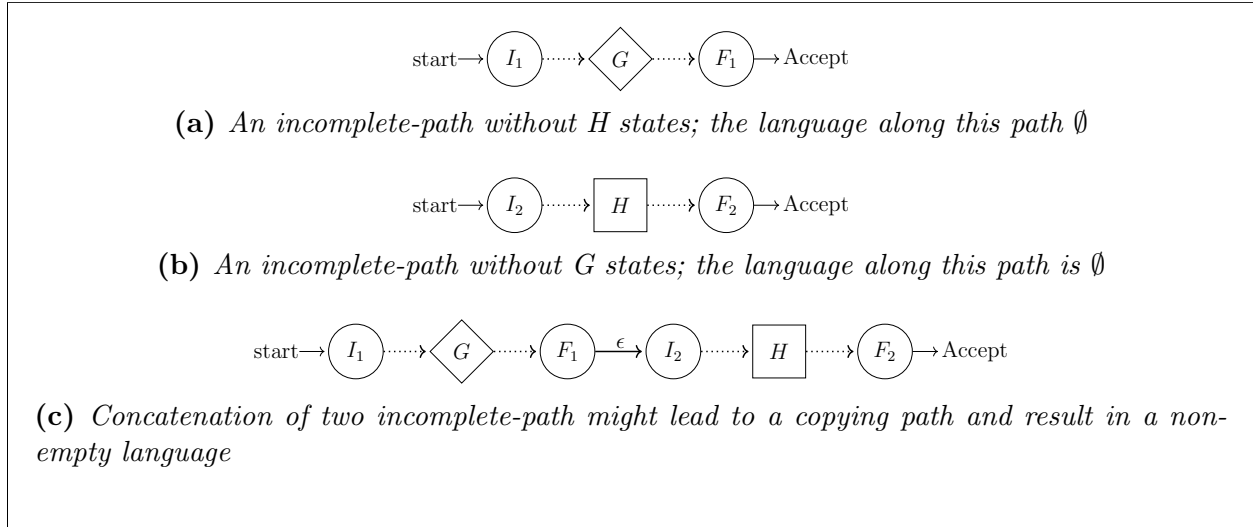 start I₁ G F₁ Accept
(a) An incomplete-path without H states; the language along this path ∅
start I₂ H F₂ Accept
(b) An incomplete-path without G states; the language along this path is ∅
start I₁ G F₁ ϵ I₂ H F₂ Accept
(c) Concatenation of two incomplete-path might lead to a copying path and result in a non-
empty language